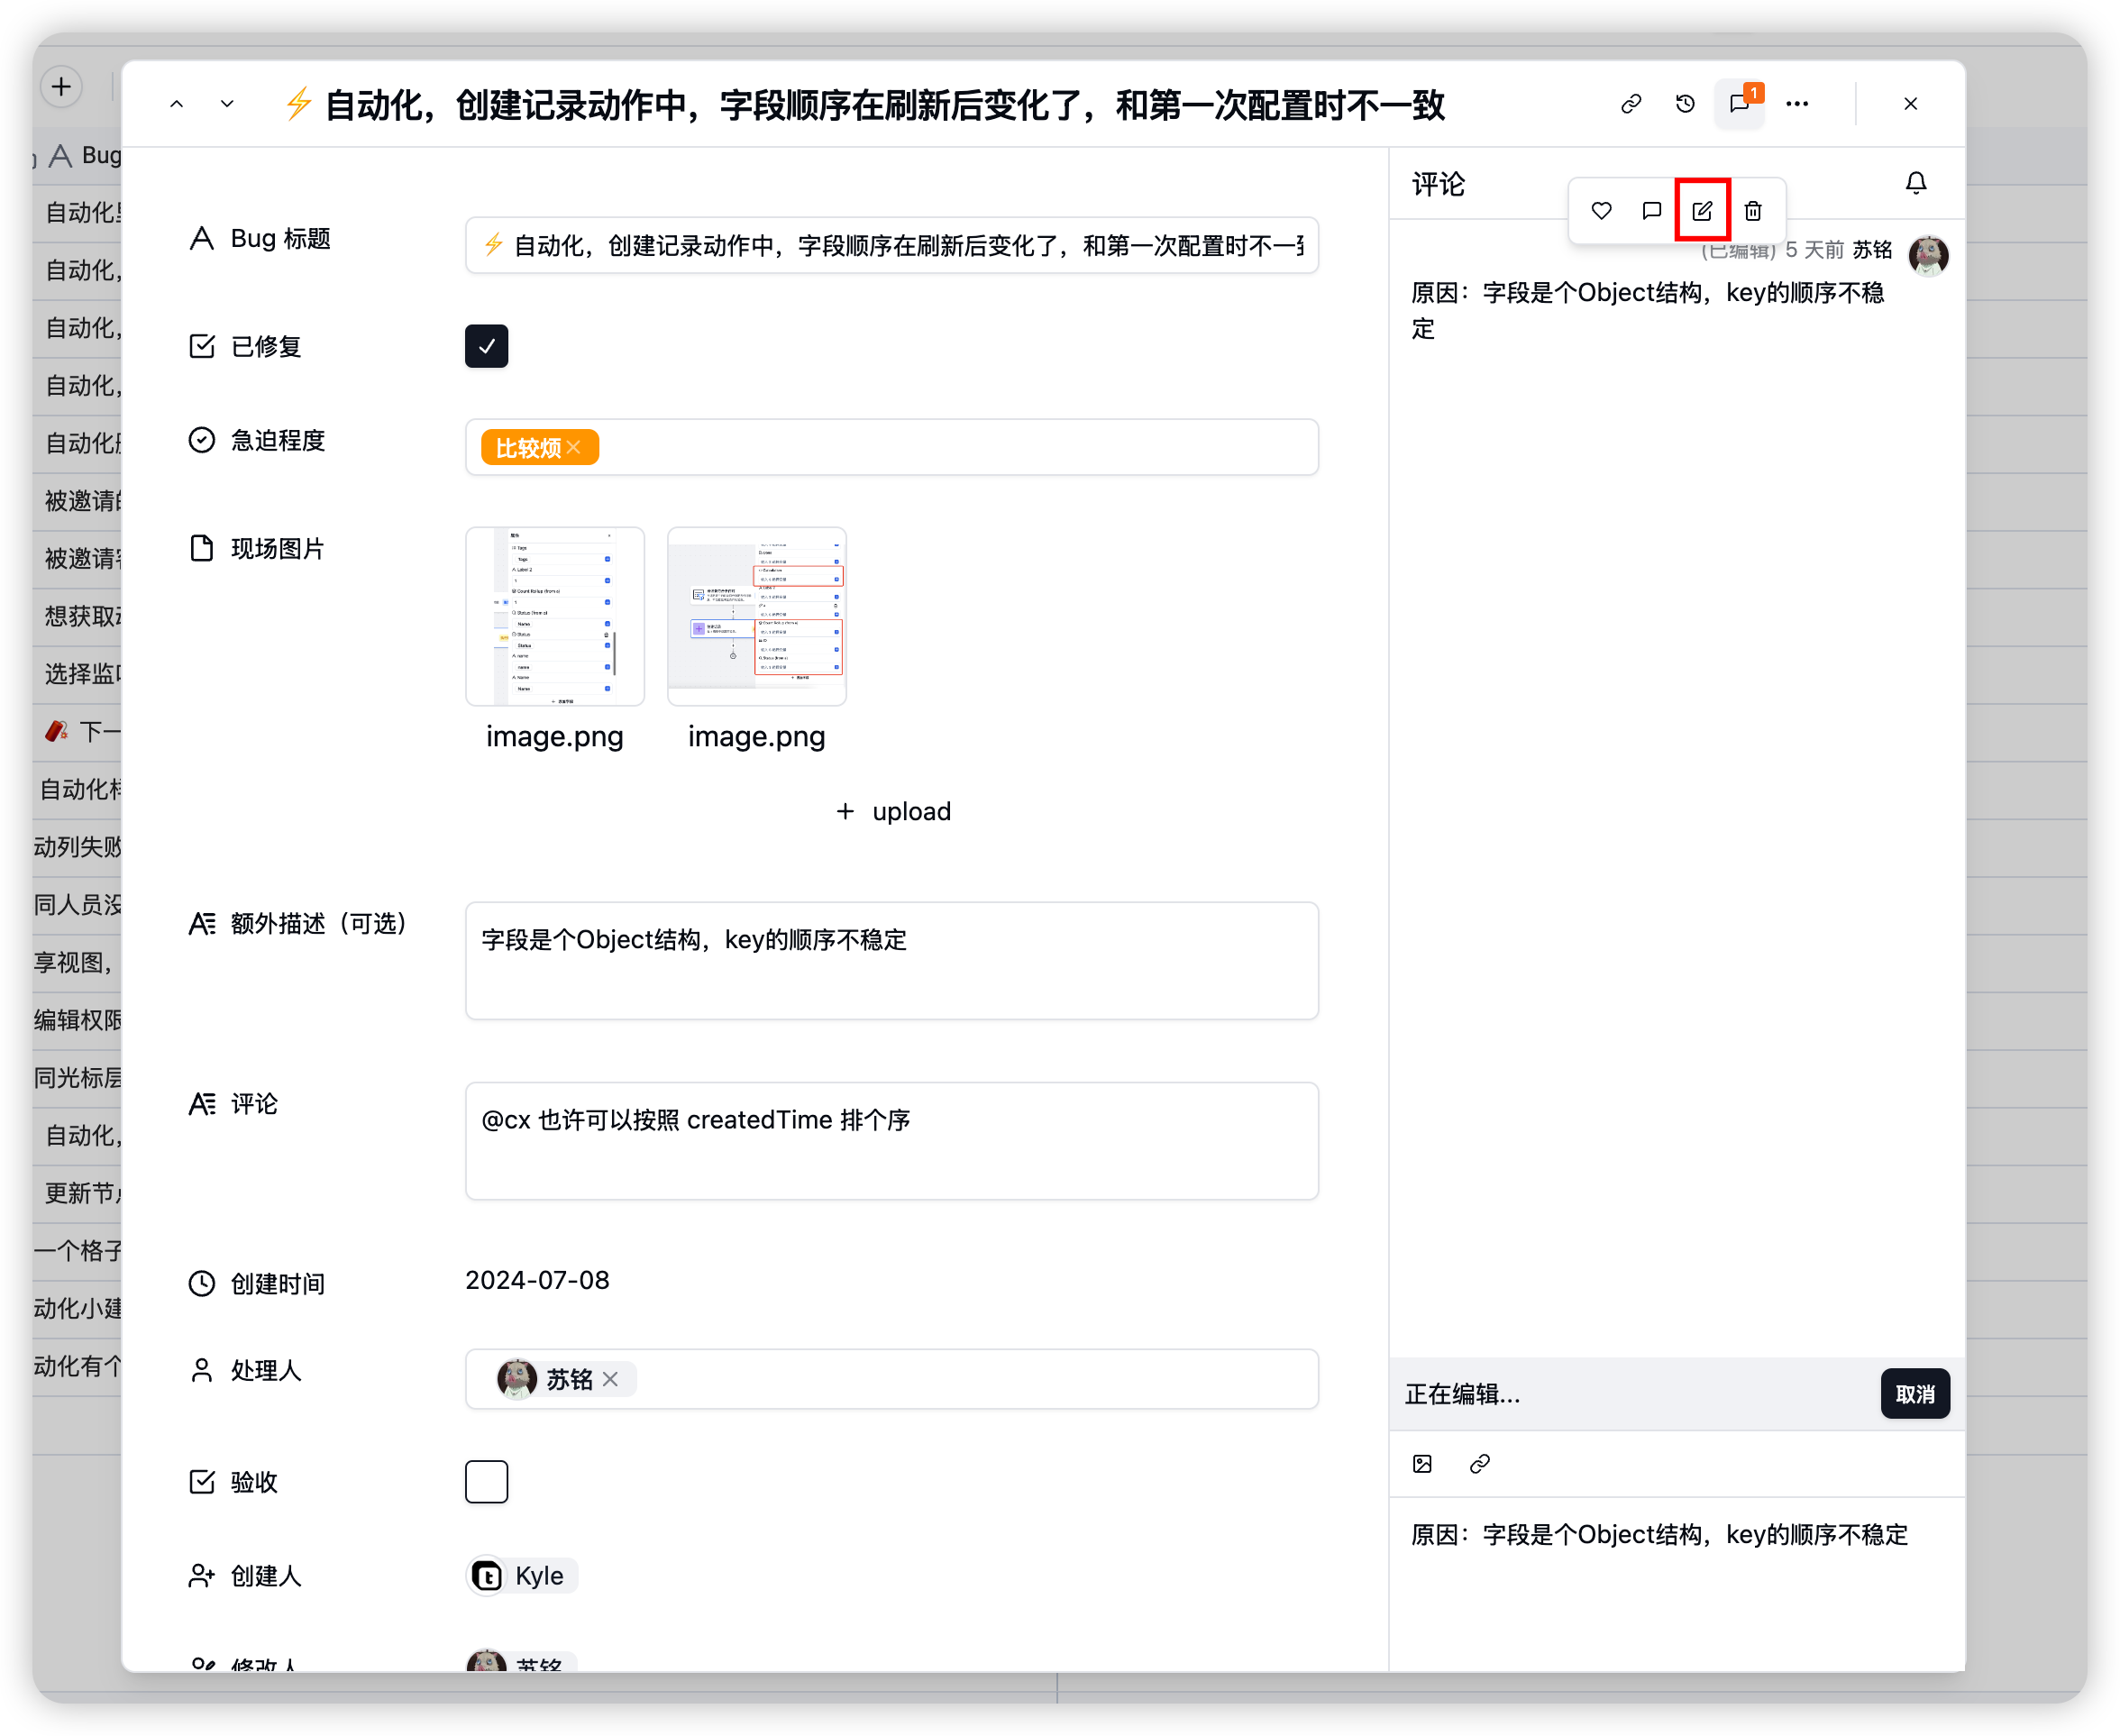 ⚡ 自动化，创建记录动作中，字段顺序在刷新后变化了，和第一次配置时不一致
1
Bug
自动化
自动化，
自动化，
自动化，
自动化
被邀请
被邀请
想获取
选择监
🧨 下一
自动化
动列失败
同人员没
享视图，
编辑权限
同光标层
自动化，
更新节
一个格子
动化小建
动化有个
Bug 标题
⚡ 自动化，创建记录动作中，字段顺序在刷新后变化了，和第一次配置时不一
已修复
急迫程度
比较烦
现场图片
image.png
image.png
+ upload
额外描述（可选）
字段是个Object结构，key的顺序不稳定
评论
@cx 也许可以按照 createdTime 排个序
创建时间
2024-07-08
处理人
苏铭
验收
创建人
Kyle
修改人
苏铭
评论
(已编辑) 5 天前 苏铭
原因：字段是个Object结构，key的顺序不稳
定
正在编辑...
取消
原因：字段是个Object结构，key的顺序不稳定